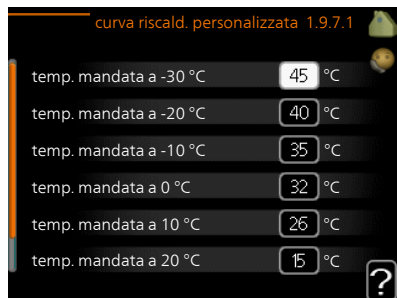 curva riscald. personalizzata 1.9.7.1
temp. mandata a -30 °C 45 °C
temp. mandata a -20 °C 40 °C
temp. mandata a -10 °C 35 °C
temp. mandata a 0 °C 32 °C
temp. mandata a 10 °C 26 °C
temp. mandata a 20 °C 15 °C
?